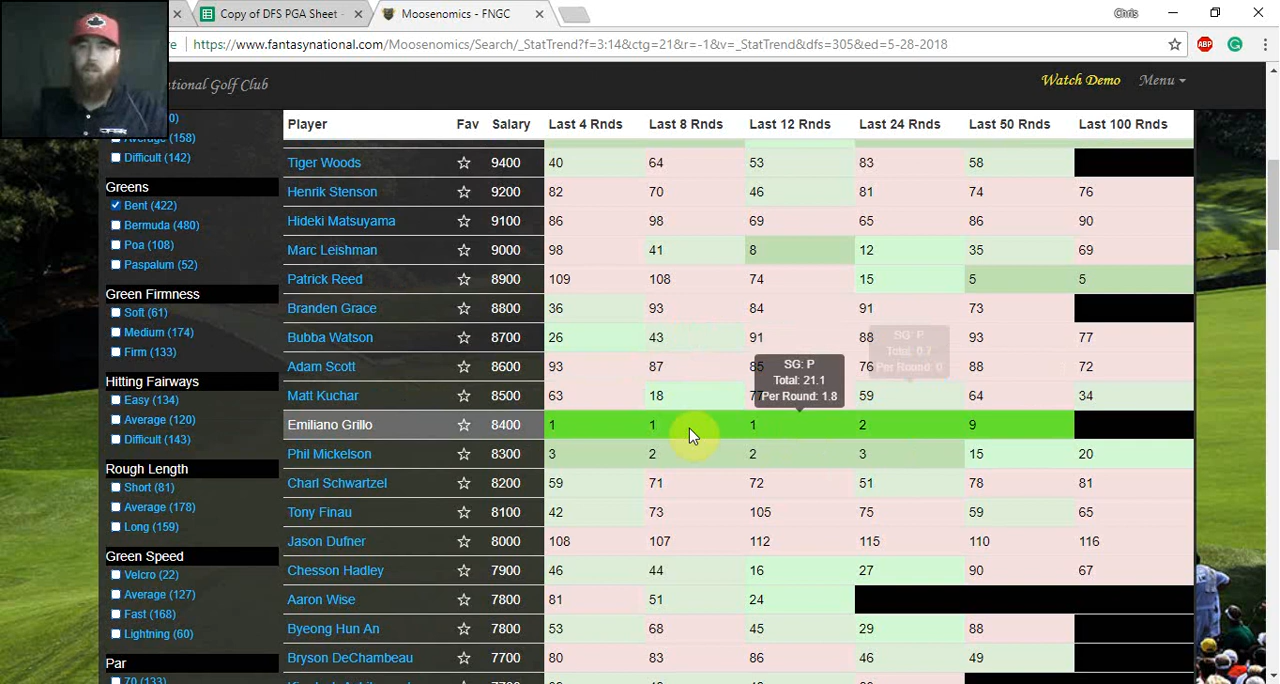 Copy of DFS PGA Sheet -
Moosenomics - FNGC
Chris
https://www.fantasynational.com/Moosenomics/Search/_StatTrend?f=3:14&ctg=21&r=-1&v=_StatTrend&dfs=305&ed=5-28-2018
ABP
National Golf Club
Watch Demo Menu
Average (158)
Difficult (142)
Greens
Bent (422)
Bermuda (480)
Poa (108)
Paspalum (52)
Green Firmness
Soft (61)
Medium (174)
Firm (133)
Hitting Fairways
Easy (134)
Average (120)
Difficult (143)
Rough Length
Short (81)
Average (178)
Long (159)
Green Speed
Velcro (22)
Average (127)
Fast (168)
Lightning (60)
Par
70 (133)
Player Fav Salary Last 4 Rnds Last 8 Rnds Last 12 Rnds Last 24 Rnds Last 50 Rnds Last 100 Rnds
Tiger Woods 9400 40 64 53 83 58
Henrik Stenson 9200 82 70 46 81 74 76
Hideki Matsuyama 9100 86 98 69 65 86 90
Marc Leishman 9000 98 41 8 12 35 69
Patrick Reed 8900 109 108 74 15 5 5
Branden Grace 8800 36 93 84 91 73
Bubba Watson 8700 26 43 91 88 93 77
Adam Scott 8600 93 87 85 76 88 72
Matt Kuchar 8500 63 18 77 59 64 34
Emiliano Grillo 8400 1 1 1 2 9
Phil Mickelson 8300 3 2 2 3 15 20
Charl Schwartzel 8200 59 71 72 51 78 81
Tony Finau 8100 42 73 105 75 59 65
Jason Dufner 8000 108 107 112 115 110 116
Chesson Hadley 7900 46 44 16 27 90 67
Aaron Wise 7800 81 51 24
Byeong Hun An 7800 53 68 45 29 88
Bryson DeChambeau 7700 80 83 86 46 49
SG: P
Total: 21.1
Per Round: 1.8
SG: P
Total: 0.7
Per Round: 0